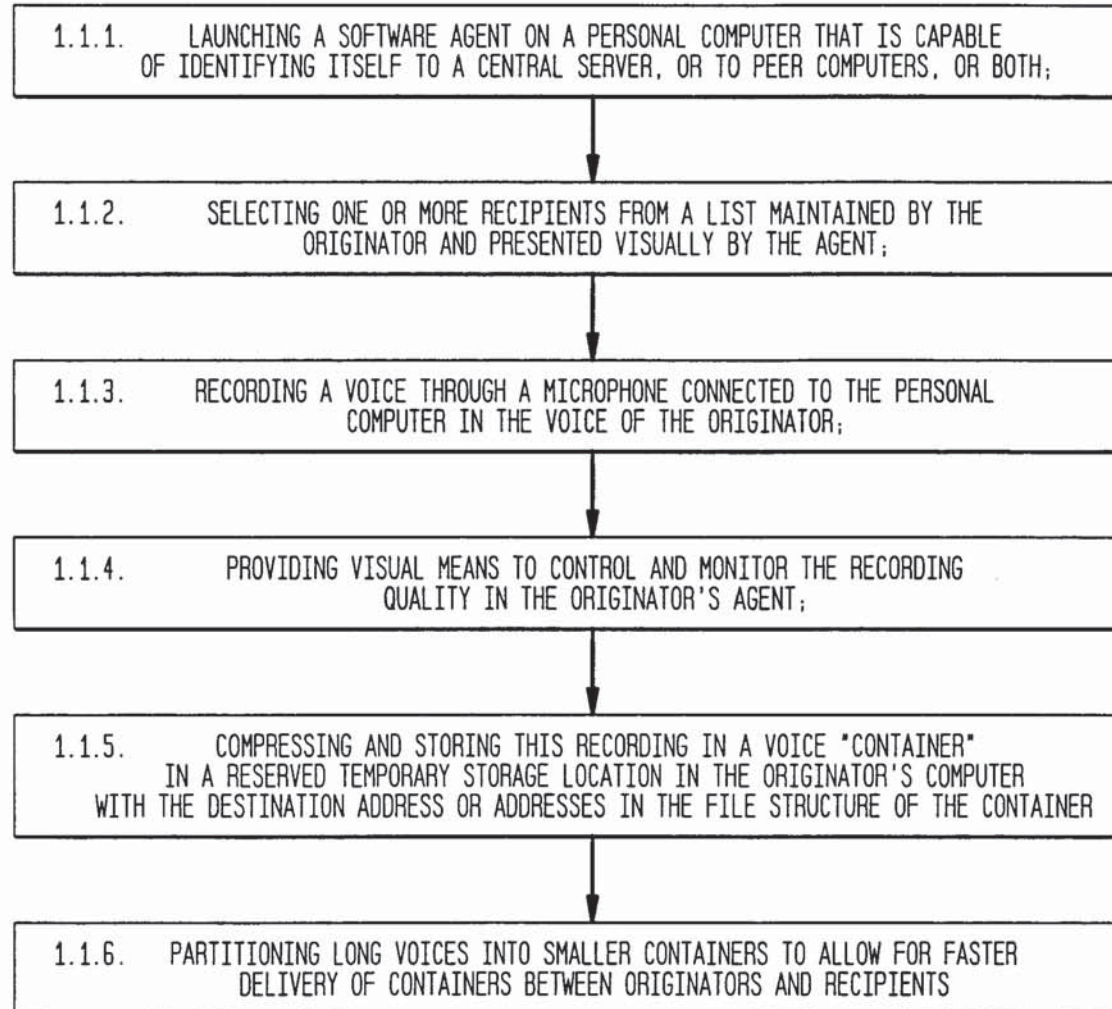 1.1.1. LAUNCHING A SOFTWARE AGENT ON A PERSONAL COMPUTER THAT IS CAPABLE
OF IDENTIFYING ITSELF TO A CENTRAL SERVER, OR TO PEER COMPUTERS, OR BOTH;
1.1.2. SELECTING ONE OR MORE RECIPIENTS FROM A LIST MAINTAINED BY THE
ORIGINATOR AND PRESENTED VISUALLY BY THE AGENT;
1.1.3. RECORDING A VOICE THROUGH A MICROPHONE CONNECTED TO THE PERSONAL
COMPUTER IN THE VOICE OF THE ORIGINATOR;
1.1.4. PROVIDING VISUAL MEANS TO CONTROL AND MONITOR THE RECORDING
QUALITY IN THE ORIGINATOR'S AGENT;
1.1.5. COMPRESSING AND STORING THIS RECORDING IN A VOICE "CONTAINER"
IN A RESERVED TEMPORARY STORAGE LOCATION IN THE ORIGINATOR'S COMPUTER
WITH THE DESTINATION ADDRESS OR ADDRESSES IN THE FILE STRUCTURE OF THE CONTAINER
1.1.6. PARTITIONING LONG VOICES INTO SMALLER CONTAINERS TO ALLOW FOR FASTER
DELIVERY OF CONTAINERS BETWEEN ORIGINATORS AND RECIPIENTS